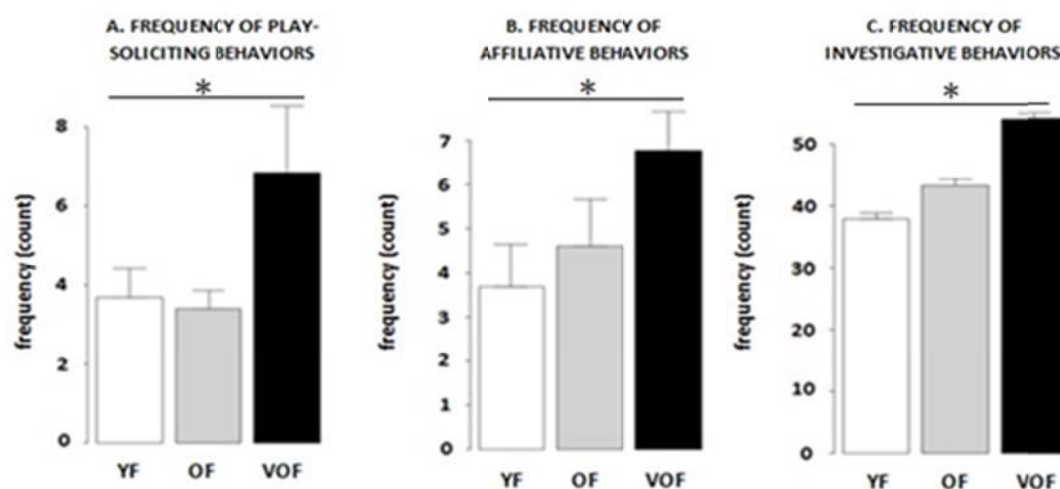 A. FREQUENCY OF PLAY-
SOLICITING BEHAVIORS
*
frequency (count)
8
6
4
2
0
YF OF VOF
B. FREQUENCY OF
AFFILIATIVE BEHAVIORS
*
frequency (count)
7
6
5
4
3
2
1
0
YF OF VOF
C. FREQUENCY OF
INVESTIGATIVE BEHAVIORS
*
frequency (count)
50
40
30
20
10
0
YF OF VOF